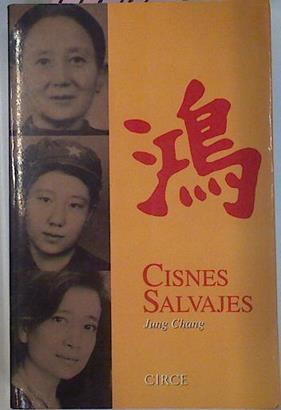 鴻
CISNES
SALVAJES
Jung Chang
CIRCE